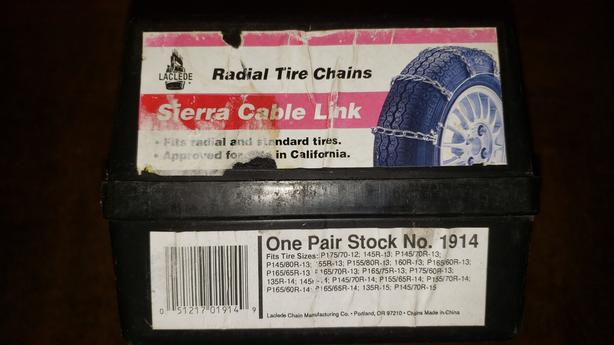 LACLEDE
Radial Tire Chains
Sierra Cable Link
• Fits radial and standard tires.
• Approved for in California.
One Pair Stock No. 1914
Fits Tire Sizes: P175/70-12; 145R-13; P145/70R-13;
P145/80R-13; 155R-13; P155/80R-13; 160R-13; P165/60R-13;
P165/65R-13; P165/70R-13; P165/75R-13; P175/60R-13;
135R-14; P145/70R-14; P155/65R-14; P155/70R-14;
P165/60R-14; P165/65R-14; 135R-15; P145/70R-15
0 51217 01914 9
Laclede Chain Manufacturing Co. • Portland, OR 97210 • Chains Made in China